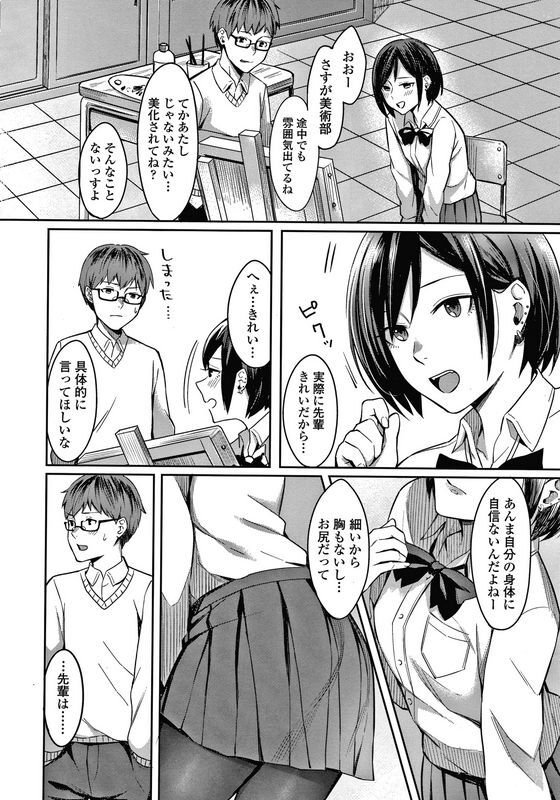 おおー
さすが美術部
途中でも
雰囲気出てるね
てかあたし
じゃないみたい…
美化されてね？
そんなこと
ないっすよ
実際に先輩
きれいだから…
ピクッ
へぇ…きれい…
しまった……
具体的に
言ってほしいな
あんま自分の身体に
自信ないんだよねー
細いから
胸もないし…
お尻だって
…先輩は……